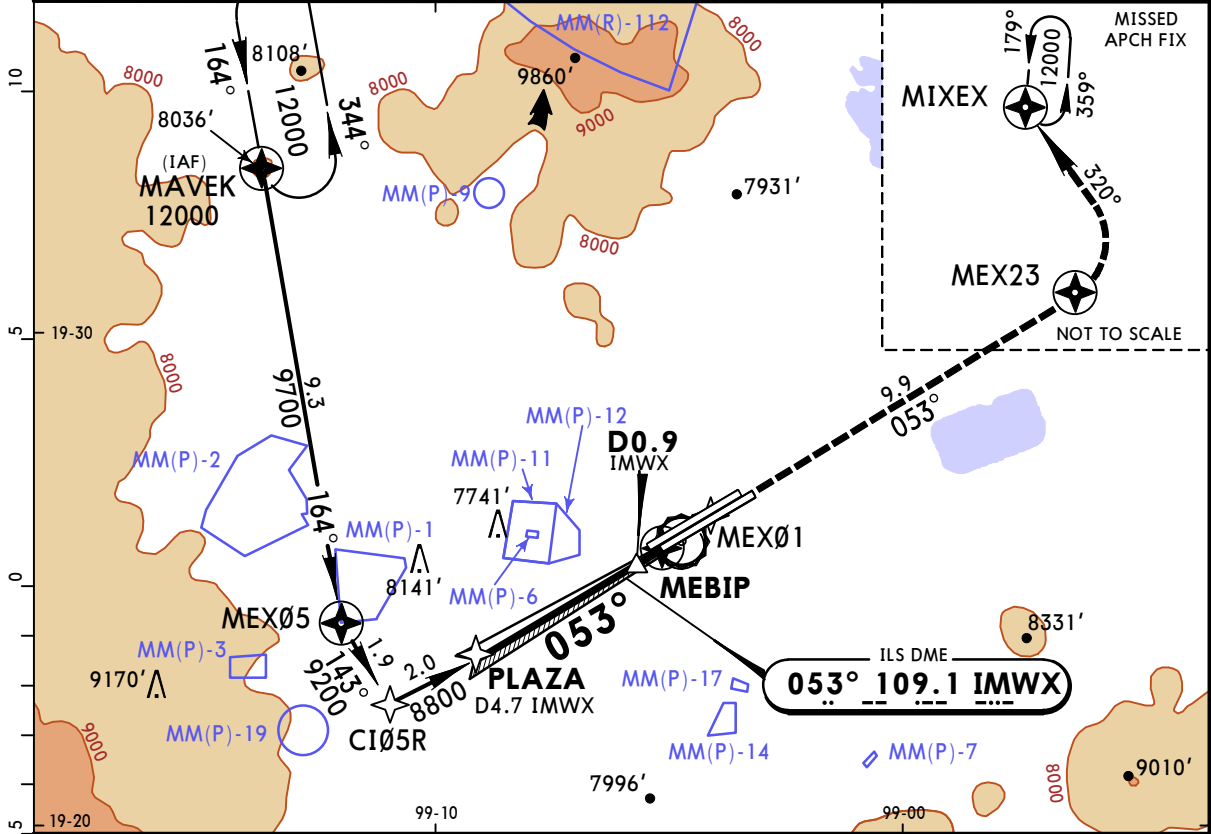 MM(R)-112
MISSED
APCH FIX
8000
8000
8000
10
164°
8108'
12000
344°
9860'
9000
179°
12000
359°
MIXEX
8036'
(IAF)
MAVEK
12000
MM(P)-9
7931'
320°
8000
MEX23
5
19-30
NOT TO SCALE
8000
9.3
9700
9.9
053°
MM(P)-12
D0.9
IMWX
MM(P)-2
MM(P)-11
7741'
164°
MM(P)-1
MEXØ1
0
8141'
MM(P)-6
MEBIP
MEXØ5
053°
8331'
MM(P)-3
1.9
143°
9200
2.0
8800
PLAZA
D4.7 IMWX
ILS DME
053° 109.1 IMWX
9170'
MM(P)-17
CIØ5R
MM(P)-19
9000
MM(P)-14
MM(P)-7
8000
9010'
7996'
5
19-20
99-10
99-00